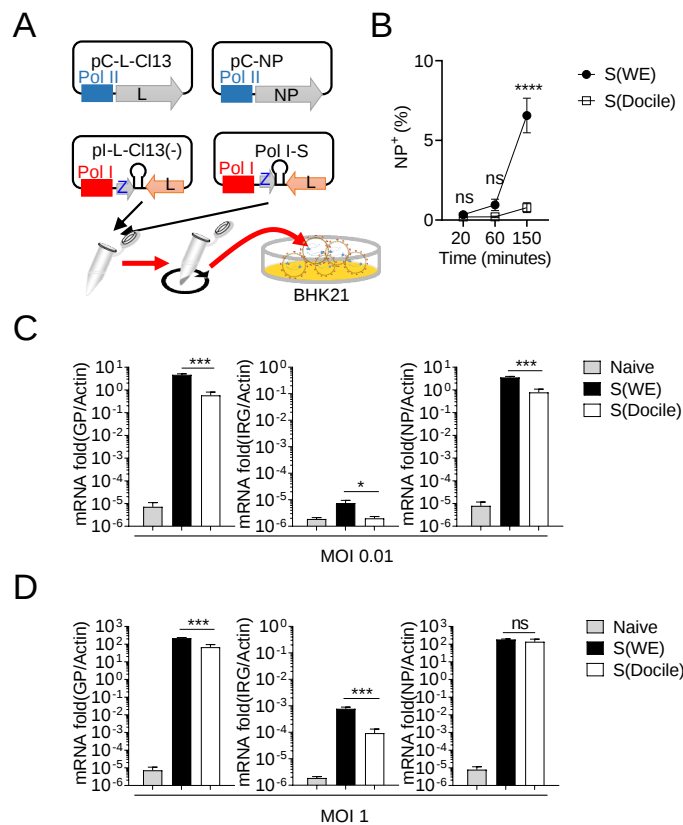 A
pC-L-Cl13
pC-NP
Pol II
L
Pol II
NP
pI-L-Cl13(-)
Pol I-S
Pol I
Z
L
Pol I
Z
L
BHK21
B
NP+ (%)
10
5
0
20 60 150
Time (minutes)
ns
ns
****
S(WE)
S(Docile)
C
mRNA fold(GP/Actin)
10^1
10^0
10^-1
10^-2
10^-3
10^-4
10^-5
10^-6
***
mRNA fold(IRG/Actin)
10^0
10^-1
10^-2
10^-3
10^-4
10^-5
10^-6
*
mRNA fold(NP/Actin)
10^1
10^0
10^-1
10^-2
10^-3
10^-4
10^-5
10^-6
***
Naive
S(WE)
S(Docile)
MOI 0.01
D
mRNA fold(GP/Actin)
10^3
10^2
10^1
10^0
10^-1
10^-2
10^-3
10^-4
10^-5
10^-6
***
mRNA fold(IRG/Actin)
10^0
10^-1
10^-2
10^-3
10^-4
10^-5
10^-6
***
mRNA fold(NP/Actin)
10^3
10^2
10^1
10^0
10^-1
10^-2
10^-3
10^-4
10^-5
10^-6
ns
Naive
S(WE)
S(Docile)
MOI 1